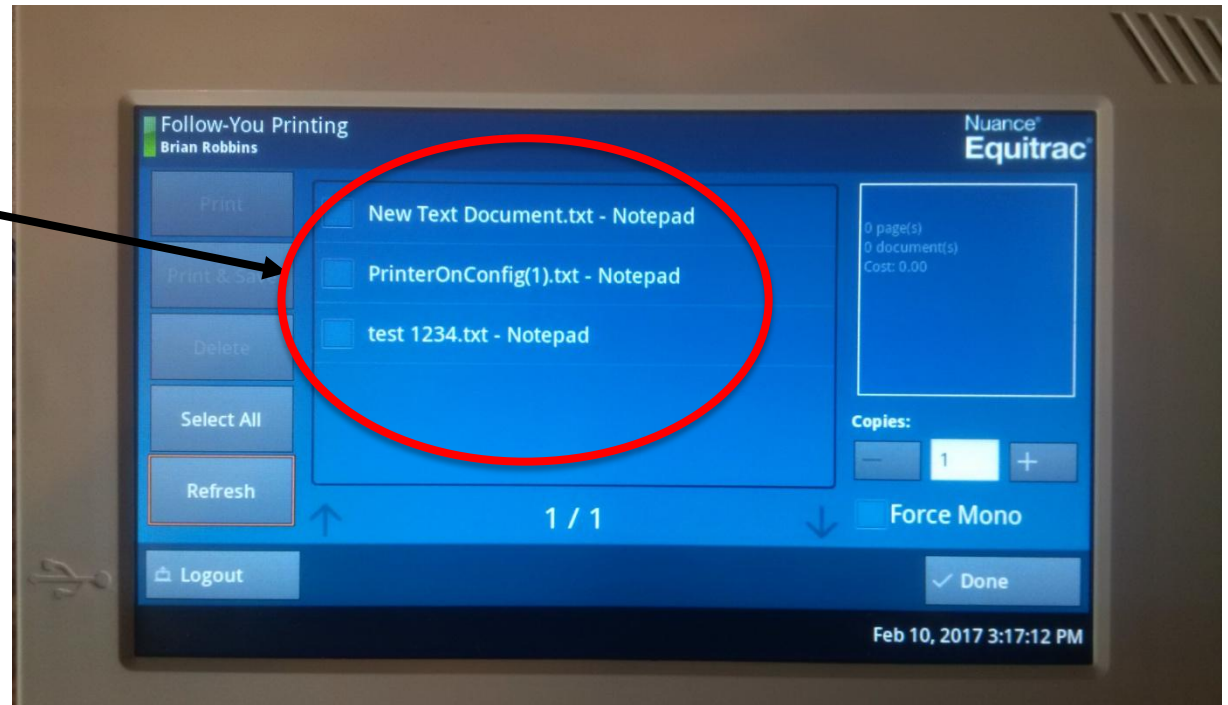 Follow-You Printing
Brian Robbins
Nuance®
Equitrac®
Print
Print & Save
Delete
Select All
Refresh
New Text Document.txt - Notepad
PrinterOnConfig(1).txt - Notepad
test 1234.txt - Notepad
1 / 1
0 page(s)
0 document(s)
Cost: 0.00
Copies:
1
Force Mono
Logout
Done
Feb 10, 2017 3:17:12 PM